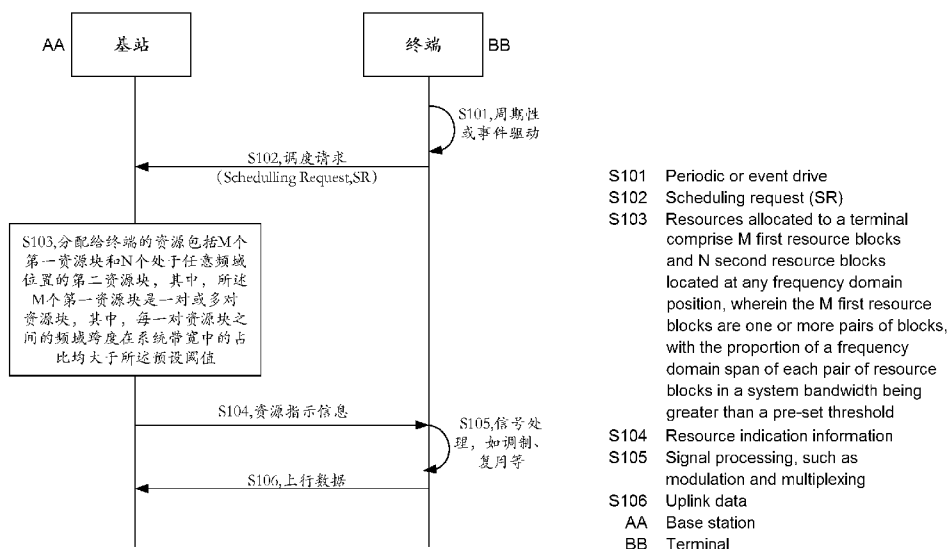 AA
基站
终端
BB
S101,周期性
或事件驱动
S102,调度请求
(Schedulling Request,SR)
S103,分配给终端的资源包括M个
第一资源块和N个处于任意频域
位置的第二资源块，其中，所述
M个第一资源块是一对或多对
资源块，其中，每一对资源块之
间的频域跨度在系统带宽中的占
比均大于所述预设阈值
S104,资源指示信息
S105,信号处
理，如调制、
复用等
S106,上行数据
S101 Periodic or event drive
S102 Scheduling request (SR)
S103 Resources allocated to a terminal
comprise M first resource blocks
and N second resource blocks
located at any frequency domain
position, wherein the M first resource
blocks are one or more pairs of blocks,
with the proportion of a frequency
domain span of each pair of resource
blocks in a system bandwidth being
greater than a pre-set threshold
S104 Resource indication information
S105 Signal processing, such as
modulation and multiplexing
S106 Uplink data
AA Base station
BB Terminal